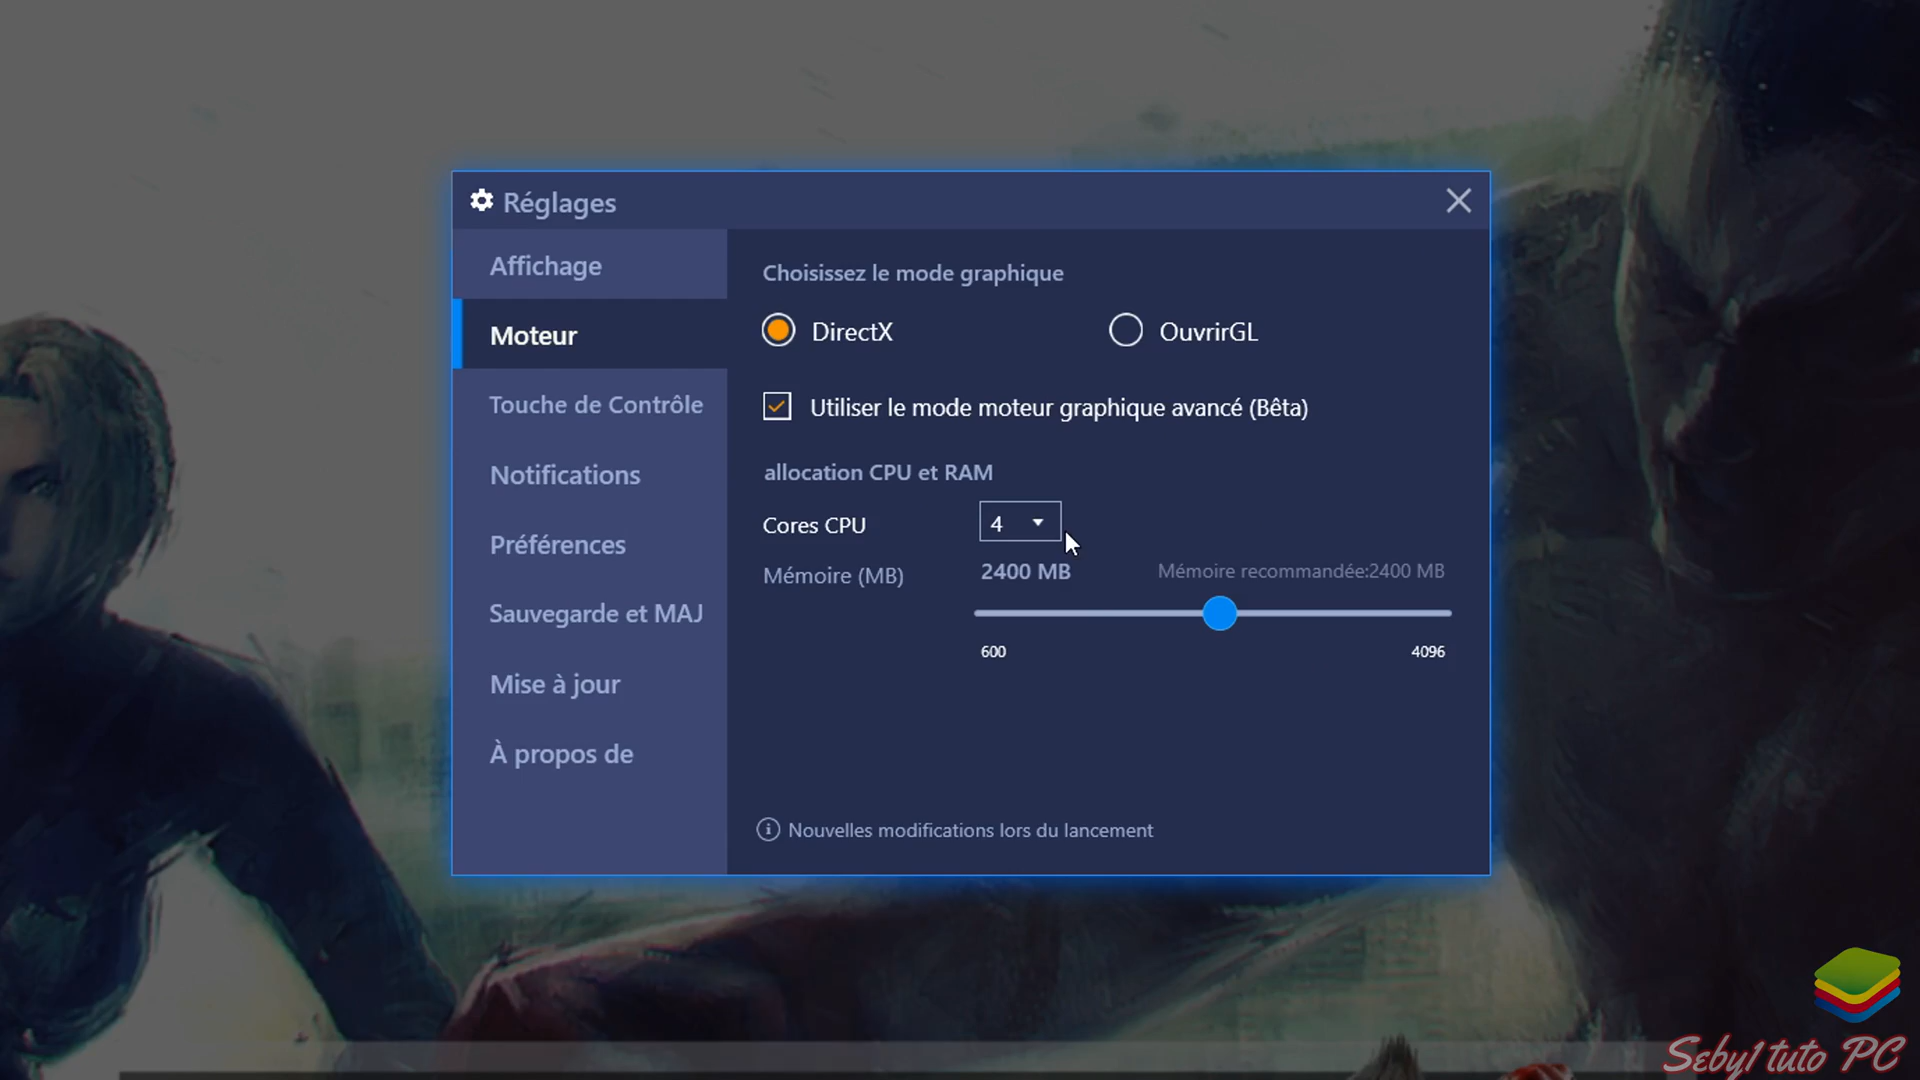 Réglages
Affichage
Moteur
Touche de Contrôle
Notifications
Préférences
Sauvegarde et MAJ
Mise à jour
À propos de
Choisissez le mode graphique
DirectX
OuvrirGL
Utiliser le mode moteur graphique avancé (Bêta)
allocation CPU et RAM
Cores CPU
4
Mémoire (MB)
2400 MB
Mémoire recommandée:2400 MB
600
4096
Nouvelles modifications lors du lancement
Seby1 tuto PC